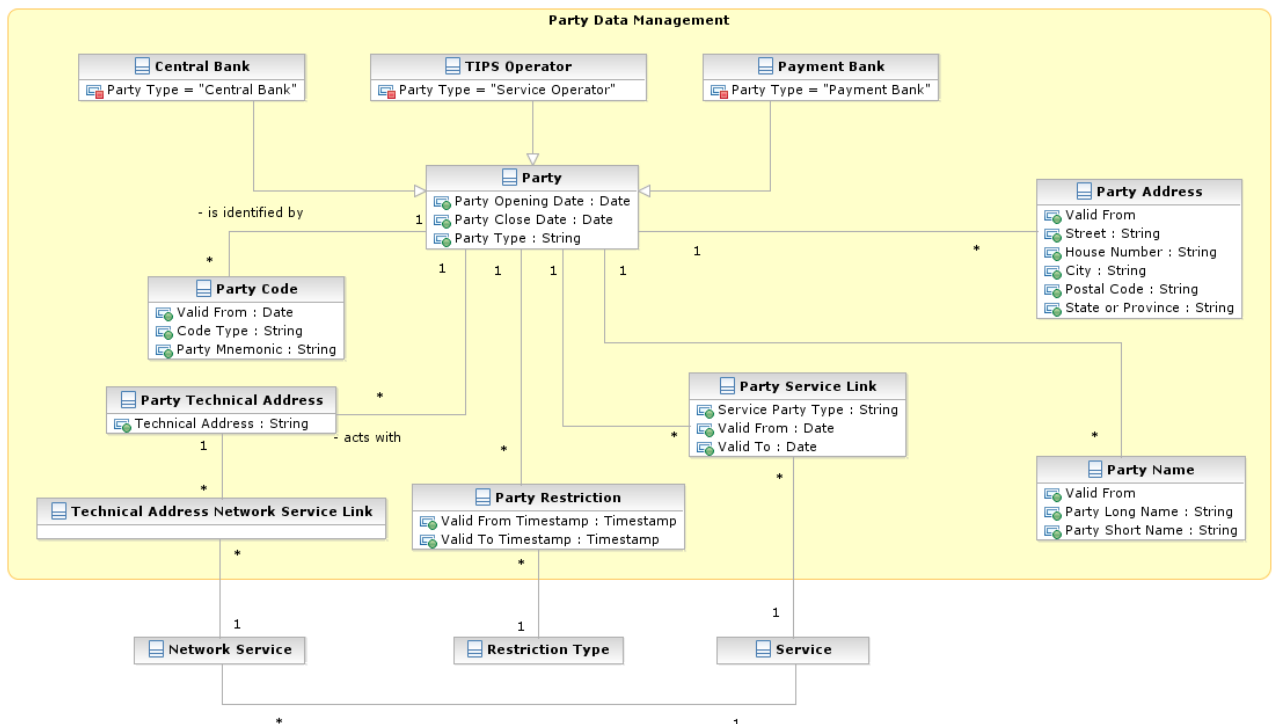 Party Data Management
Central Bank
Party Type = "Central Bank"
TIPS Operator
Party Type = "Service Operator"
Payment Bank
Party Type = "Payment Bank"
Party
Party Opening Date : Date
Party Close Date : Date
Party Type : String
Party Address
Valid From
Street : String
House Number : String
City : String
Postal Code : String
State or Province : String
- is identified by
1
*
1
*
1
1
1
1
Party Code
Valid From : Date
Code Type : String
Party Mnemonic : String
Party Technical Address
Technical Address : String
*
- acts with
1
*
Party Service Link
Service Party Type : String
Valid From : Date
Valid To : Date
*
*
*
*
Party Name
Valid From
Party Long Name : String
Party Short Name : String
Technical Address Network Service Link
Party Restriction
Valid From Timestamp : Timestamp
Valid To Timestamp : Timestamp
*
*
1
1
1
Network Service
Restriction Type
Service
*
1